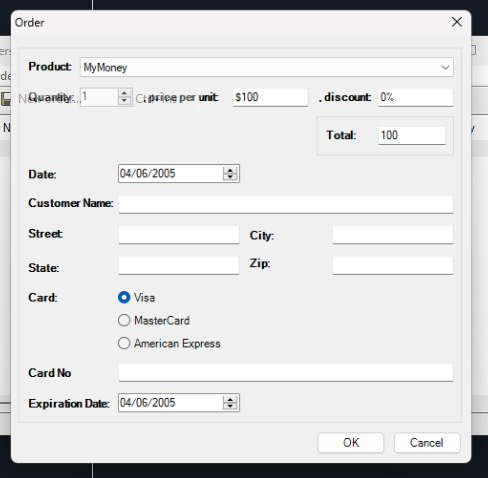 Order
Product: MyMoney
Quantity: 1 , price per unit: $100 , discount: 0%
Total: 100
Date: 04/06/2005
Customer Name:
Street: City:
State: Zip:
Card: Visa
MasterCard
American Express
Card No
Expiration Date: 04/06/2005
OK Cancel